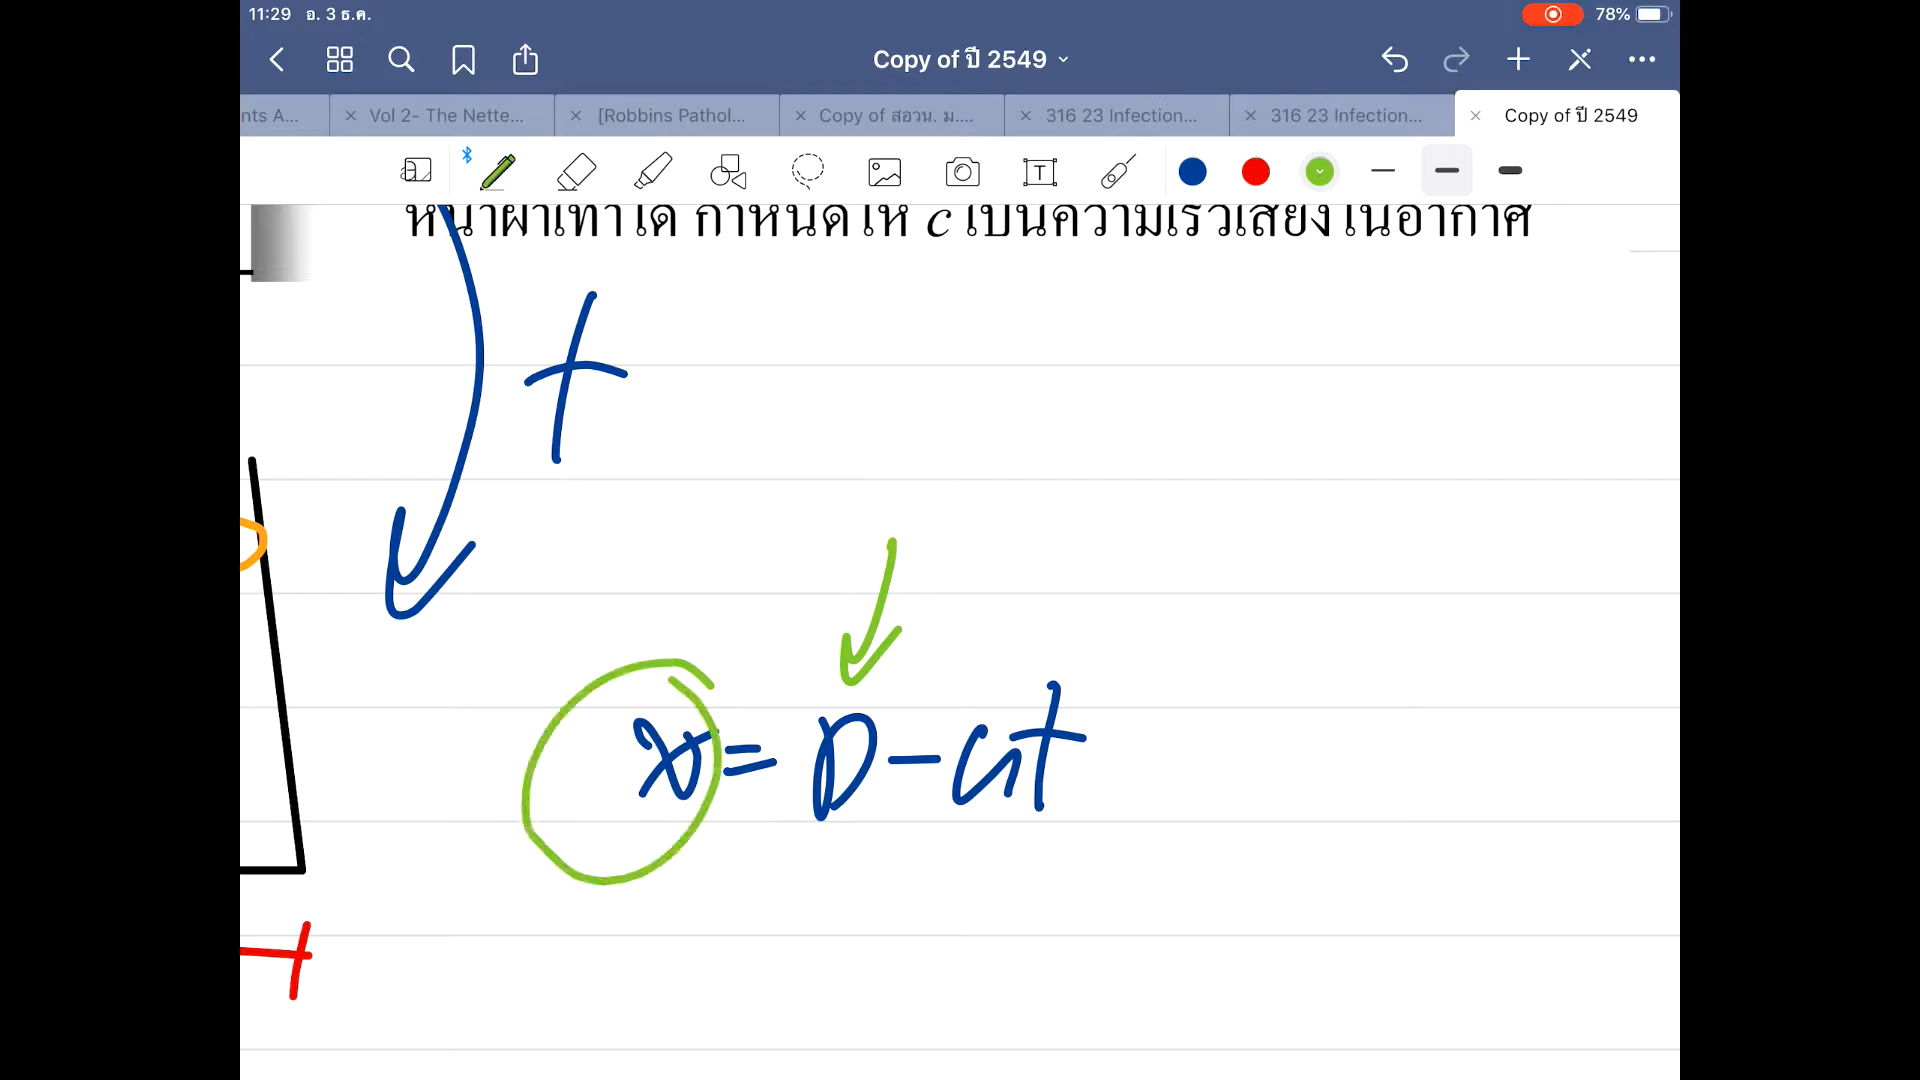 11:29 อ. 3 ธ.ค. 78%
Copy of ปี 2549
nts A... Vol 2- The Nette... [Robbins Pathol... Copy of สอวน. ม.... 316 23 Infection... 316 23 Infection... Copy of ปี 2549
T
หน้าผาเท่าใด กำหนดให้ c เป็นความเร็วเสียงในอากาศ
t
x = D - ut